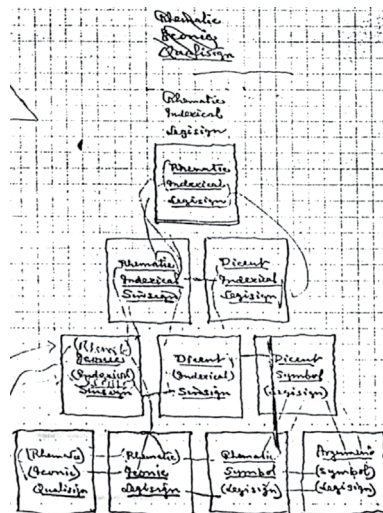 Rhematic
Iconic
Qualisign
Rhematic
Indexical
Legisign
Rhematic
Indexical
Legisign
Rhematic
Indexical
Sinsign
Dicent
Indexical
Legisign
Iconic
(Indexical)
Sinsign
Dicent
(Indexical)
Sinsign
Dicent
Symbol
(Legisign)
(Rhematic
(Iconic)
Qualisign
(Rhematic)
Iconic
Legisign
Rhematic
Symbol
(Legisign)
Argument
(Symbol)
(Legisign)